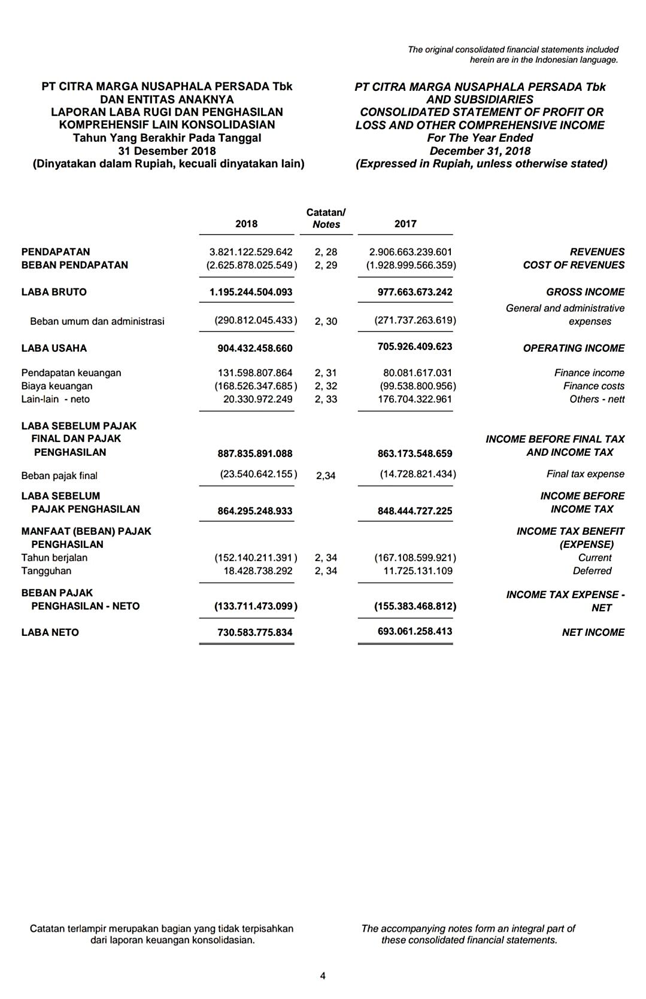 The original consolidated financial statements included
herein are in the Indonesian language.
PT CITRA MARGA NUSAPHALA PERSADA Tbk
DAN ENTITAS ANAKNYA
LAPORAN LABA RUGI DAN PENGHASILAN
KOMPREHENSIF LAIN KONSOLIDASIAN
Tahun Yang Berakhir Pada Tanggal
31 Desember 2018
(Dinyatakan dalam Rupiah, kecuali dinyatakan lain)
PT CITRA MARGA NUSAPHALA PERSADA Tbk
AND SUBSIDIARIES
CONSOLIDATED STATEMENT OF PROFIT OR
LOSS AND OTHER COMPREHENSIVE INCOME
For The Year Ended
December 31, 2018
(Expressed in Rupiah, unless otherwise stated)
Catatan/
2018 Notes 2017
PENDAPATAN 3.821.122.529.642 2, 28 2.906.663.239.601 REVENUES
BEBAN PENDAPATAN (2.625.878.025.549) 2, 29 (1.928.999.566.359) COST OF REVENUES
LABA BRUTO 1.195.244.504.093 977.663.673.242 GROSS INCOME
General and administrative
Beban umum dan administrasi (290.812.045.433) 2, 30 (271.737.263.619) expenses
LABA USAHA 904.432.458.660 705.926.409.623 OPERATING INCOME
Pendapatan keuangan 131.598.807.864 2, 31 80.081.617.031 Finance income
Biaya keuangan (168.526.347.685) 2, 32 (99.538.800.956) Finance costs
Lain-lain - neto 20.330.972.249 2, 33 176.704.322.961 Others - nett
LABA SEBELUM PAJAK
FINAL DAN PAJAK INCOME BEFORE FINAL TAX
PENGHASILAN 887.835.891.088 863.173.548.659 AND INCOME TAX
Beban pajak final (23.540.642.155) 2,34 (14.728.821.434) Final tax expense
LABA SEBELUM INCOME BEFORE
PAJAK PENGHASILAN 864.295.248.933 848.444.727.225 INCOME TAX
MANFAAT (BEBAN) PAJAK INCOME TAX BENEFIT
PENGHASILAN (EXPENSE)
Tahun berjalan (152.140.211.391) 2, 34 (167.108.599.921) Current
Tangguhan 18.428.738.292 2, 34 11.725.131.109 Deferred
BEBAN PAJAK INCOME TAX EXPENSE -
PENGHASILAN - NETO (133.711.473.099) (155.383.468.812) NET
LABA NETO 730.583.775.834 693.061.258.413 NET INCOME
Catatan terlampir merupakan bagian yang tidak terpisahkan
dari laporan keuangan konsolidasian.
The accompanying notes form an integral part of
these consolidated financial statements.
4